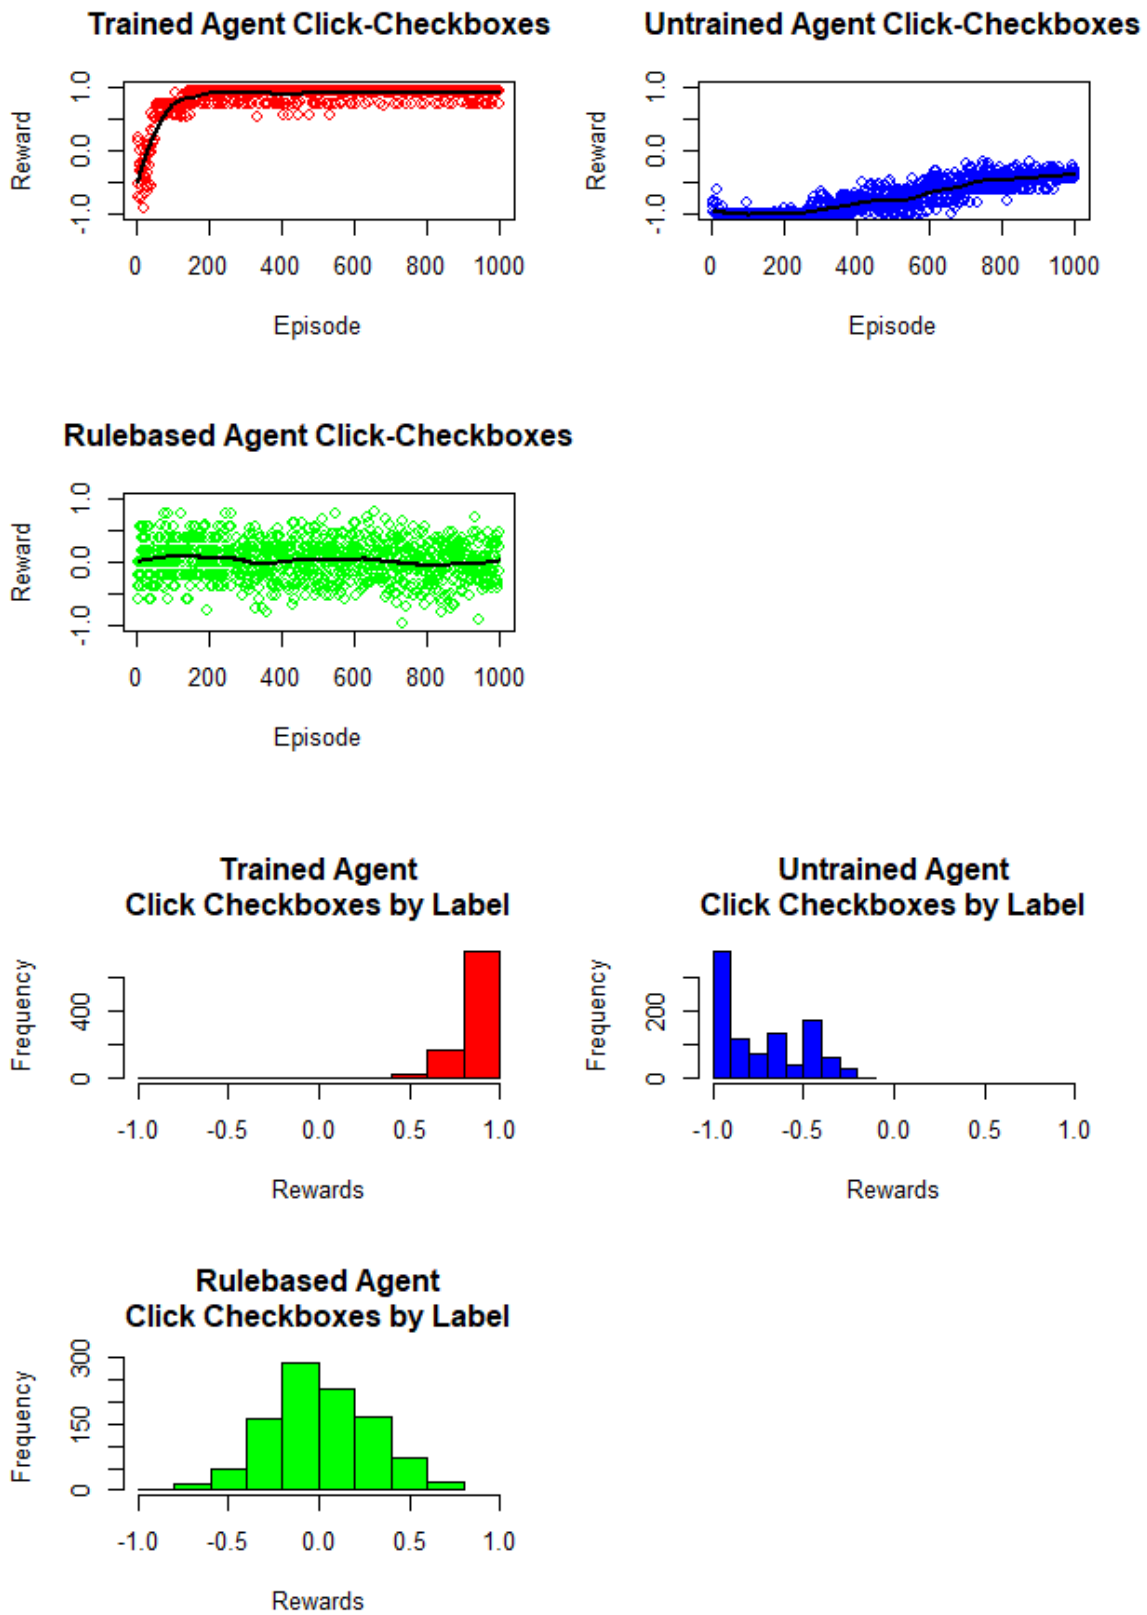 Trained Agent Click-Checkboxes
Untrained Agent Click-Checkboxes
Reward
1.0
0.0
-1.0
0 200 400 600 800 1000
Episode
Reward
1.0
0.0
-1.0
0 200 400 600 800 1000
Episode
Rulebased Agent Click-Checkboxes
Reward
1.0
0.0
-1.0
0 200 400 600 800 1000
Episode
Trained Agent
Click Checkboxes by Label
Frequency
400
0
-1.0 -0.5 0.0 0.5 1.0
Rewards
Untrained Agent
Click Checkboxes by Label
Frequency
200
0
-1.0 -0.5 0.0 0.5 1.0
Rewards
Rulebased Agent
Click Checkboxes by Label
Frequency
300
150
0
-1.0 -0.5 0.0 0.5 1.0
Rewards